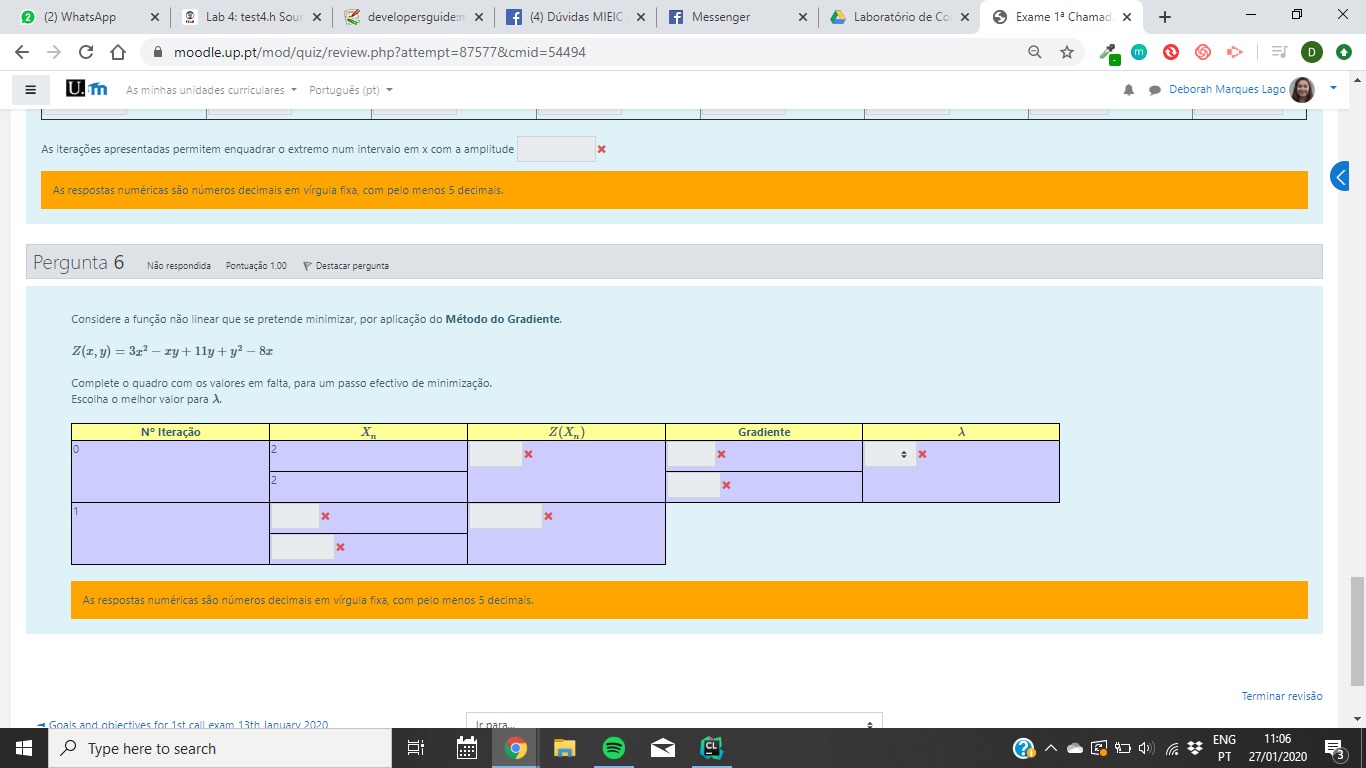 (2) WhatsApp
Lab 4: test4.h Sour
developersguide:m
(4) Dúvidas MIEIC
Messenger
Laboratório de Co
Exame 1ª Chamad
moodle.up.pt/mod/quiz/review.php?attempt=87577&cmid=54494
U.m As minhas unidades curriculares Português (pt) Deborah Marques Lago
As iterações apresentadas permitem enquadrar o extremo num intervalo em x com a amplitude
As respostas numéricas são números decimais em vírgula fixa, com pelo menos 5 decimais.
Pergunta 6 Não respondida Pontuação 1,00 Destacar pergunta
Considere a função não linear que se pretende minimizar, por aplicação do Método do Gradiente.
Z(x, y) = 3x² − xy + 11y + y² − 8x
Complete o quadro com os valores em falta, para um passo efectivo de minimização.
Escolha o melhor valor para λ.
Nº Iteração Xn Z(Xn) Gradiente λ
0 2
2
1
As respostas numéricas são números decimais em vírgula fixa, com pelo menos 5 decimais.
Terminar revisão
◄ Goals and objectives for 1st call exam 13th January 2020
Ir para...
Type here to search
CL
ENG
PT
11:06
27/01/2020
3